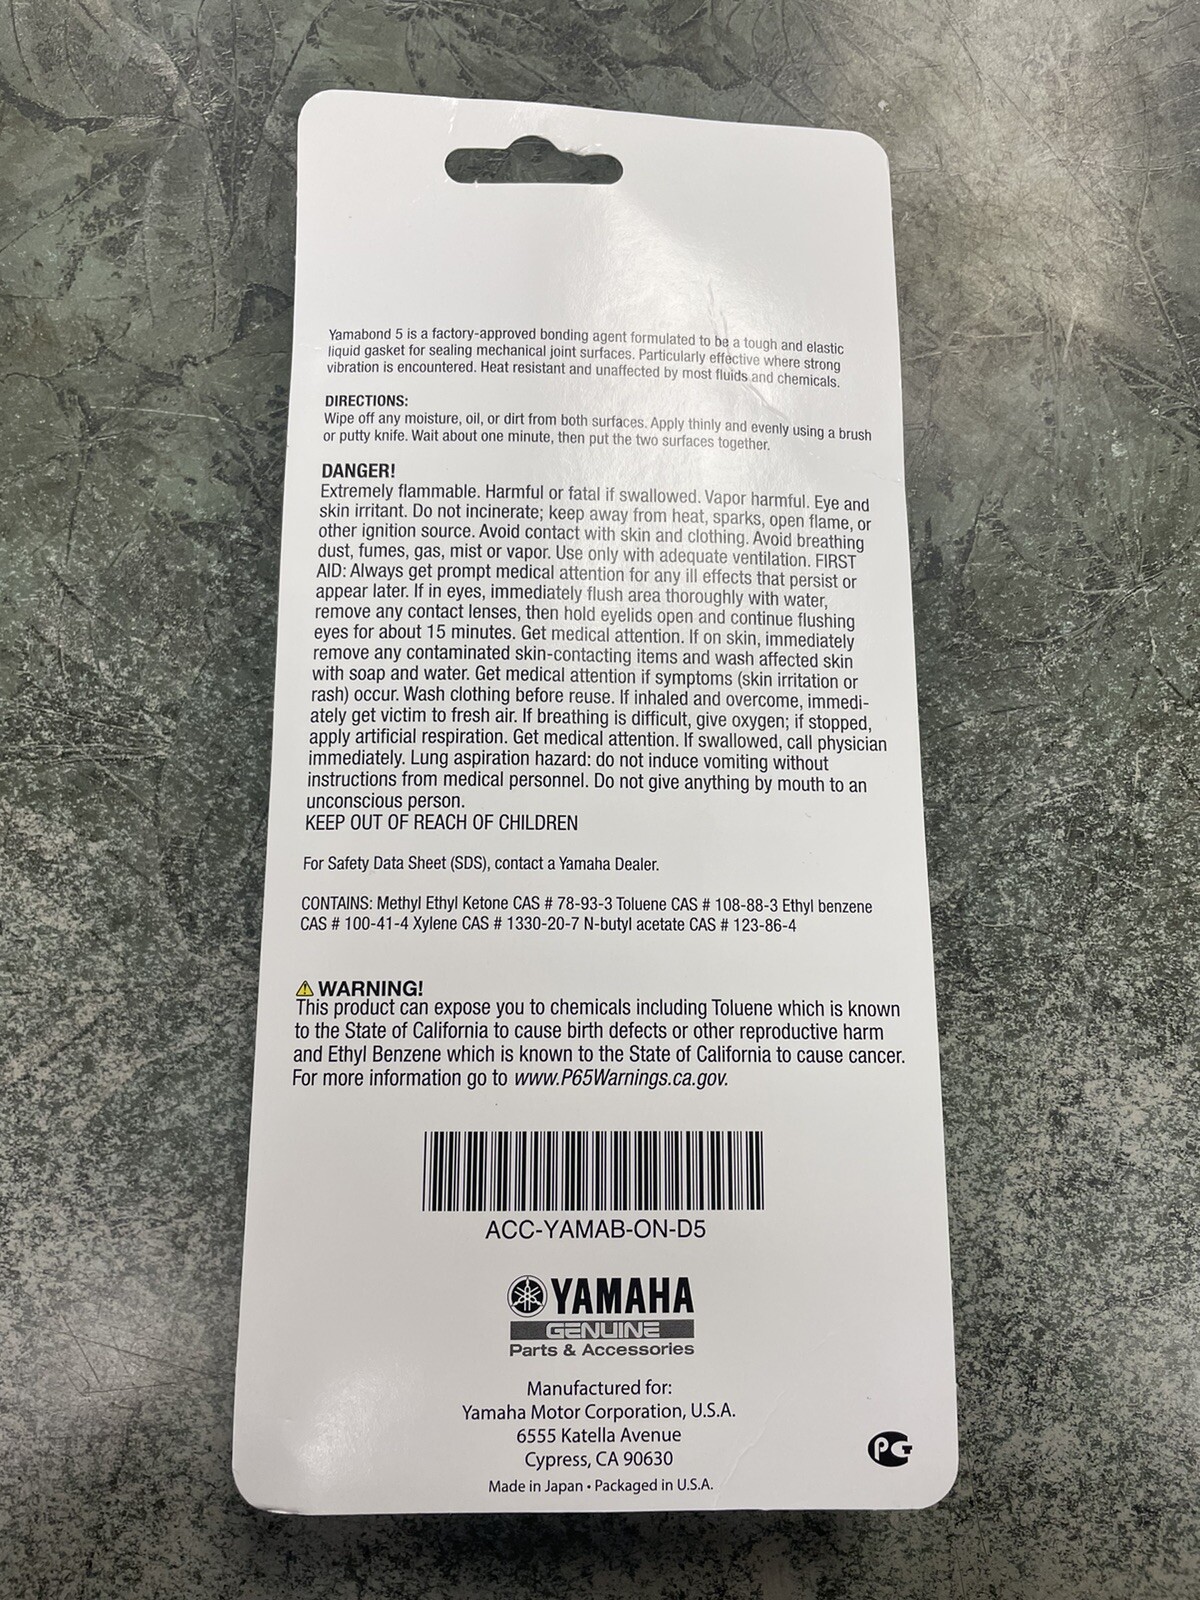 Yamabond 5 is a factory-approved bonding agent formulated to be a tough and elastic
liquid gasket for sealing mechanical joint surfaces. Particularly effective where strong
vibration is encountered. Heat resistant and unaffected by most fluids and chemicals.
DIRECTIONS:
Wipe off any moisture, oil, or dirt from both surfaces. Apply thinly and evenly using a brush
or putty knife. Wait about one minute, then put the two surfaces together.
DANGER!
Extremely flammable. Harmful or fatal if swallowed. Vapor harmful. Eye and
skin irritant. Do not incinerate; keep away from heat, sparks, open flame, or
other ignition source. Avoid contact with skin and clothing. Avoid breathing
dust, fumes, gas, mist or vapor. Use only with adequate ventilation. FIRST
AID: Always get prompt medical attention for any ill effects that persist or
appear later. If in eyes, immediately flush area thoroughly with water,
remove any contact lenses, then hold eyelids open and continue flushing
eyes for about 15 minutes. Get medical attention. If on skin, immediately
remove any contaminated skin-contacting items and wash affected skin
with soap and water. Get medical attention if symptoms (skin irritation or
rash) occur. Wash clothing before reuse. If inhaled and overcome, immedi-
ately get victim to fresh air. If breathing is difficult, give oxygen; if stopped,
apply artificial respiration. Get medical attention. If swallowed, call physician
immediately. Lung aspiration hazard: do not induce vomiting without
instructions from medical personnel. Do not give anything by mouth to an
unconscious person.
KEEP OUT OF REACH OF CHILDREN
For Safety Data Sheet (SDS), contact a Yamaha Dealer.
CONTAINS: Methyl Ethyl Ketone CAS # 78-93-3 Toluene CAS # 108-88-3 Ethyl benzene
CAS # 100-41-4 Xylene CAS # 1330-20-7 N-butyl acetate CAS # 123-86-4
⚠ WARNING!
This product can expose you to chemicals including Toluene which is known
to the State of California to cause birth defects or other reproductive harm
and Ethyl Benzene which is known to the State of California to cause cancer.
For more information go to www.P65Warnings.ca.gov.
ACC-YAMAB-ON-D5
YAMAHA
GENUINE
Parts & Accessories
Manufactured for:
Yamaha Motor Corporation, U.S.A.
6555 Katella Avenue
Cypress, CA 90630
Made in Japan • Packaged in U.S.A.